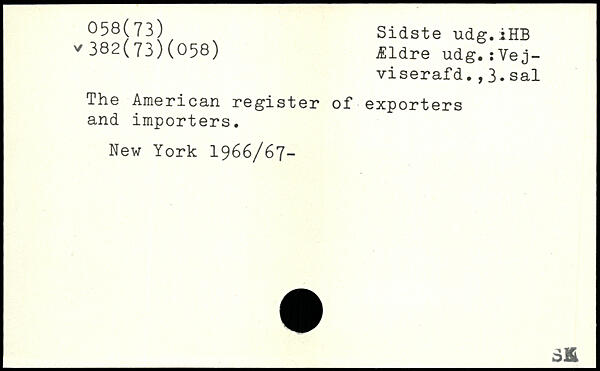 058(73)
✓ 382(73)(058)
Sidste udg.:HB
Ældre udg.:Vej-
viserafd.,3.sal
The American register of exporters
and importers.
New York 1966/67-
SK